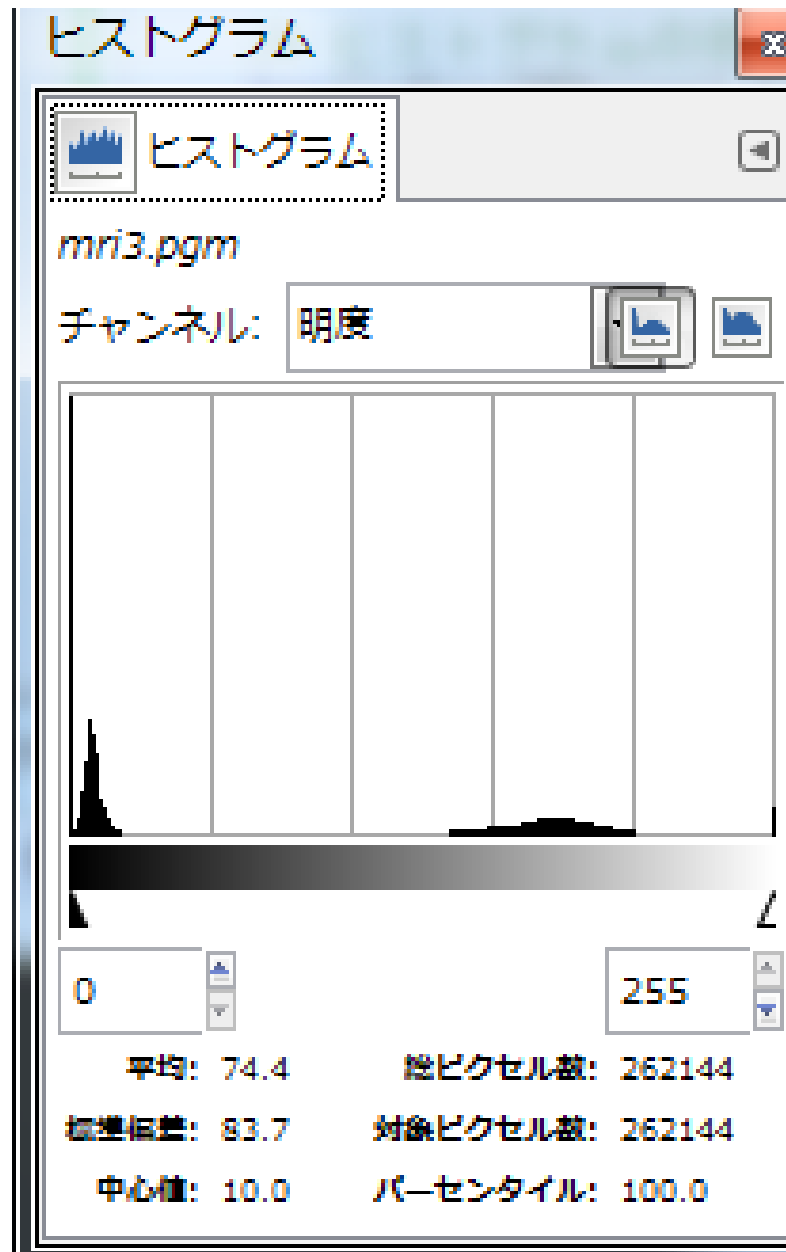 ヒストグラム
ヒストグラム
mri3.pgm
チャンネル: 明度
0 255
平均: 74.4 総ピクセル数: 262144
標準偏差: 83.7 対象ピクセル数: 262144
中心値: 10.0 パーセンタイル: 100.0